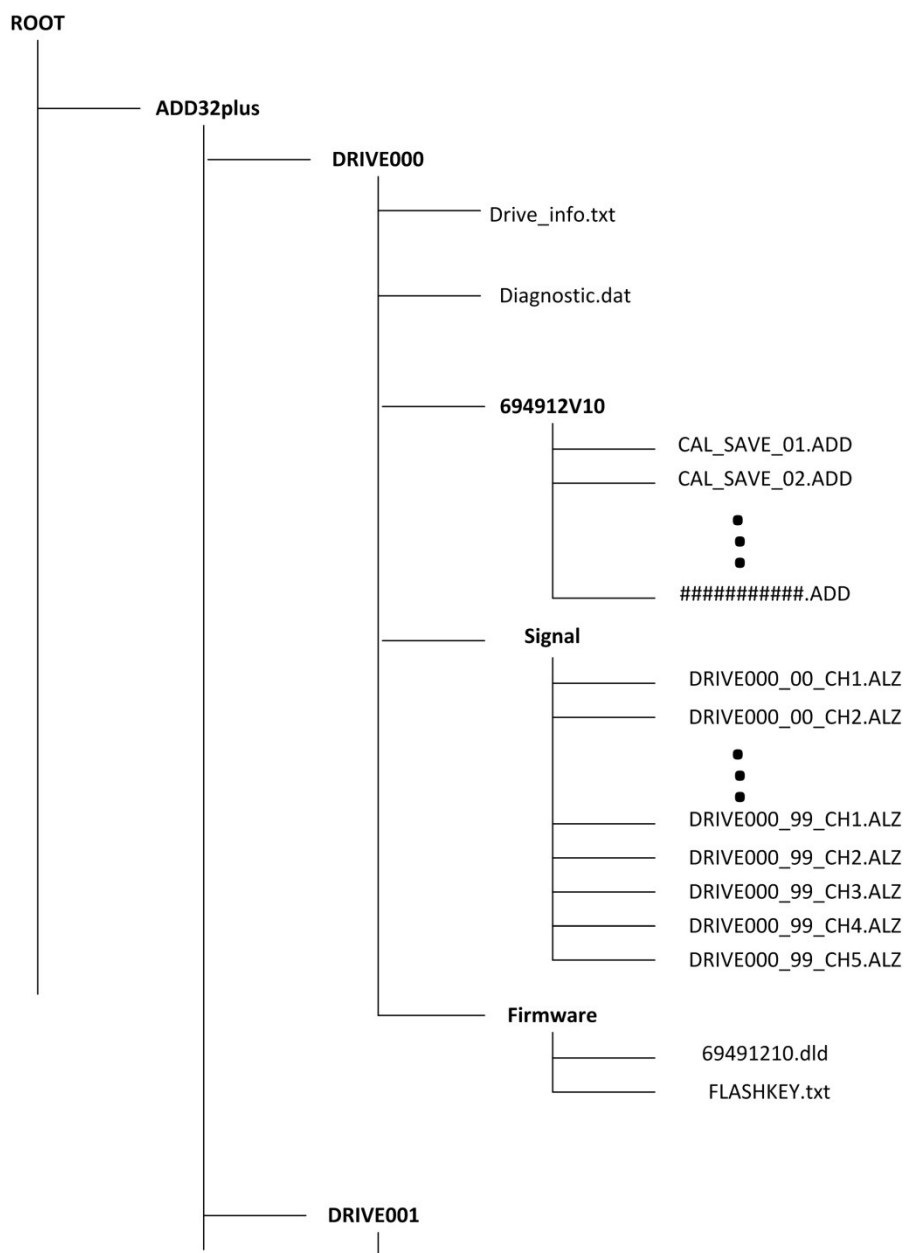 ROOT
ADD32plus
DRIVE000
Drive_info.txt
Diagnostic.dat
694912V10
CAL_SAVE_01.ADD
CAL_SAVE_02.ADD
###########.ADD
Signal
DRIVE000_00_CH1.ALZ
DRIVE000_00_CH2.ALZ
DRIVE000_99_CH1.ALZ
DRIVE000_99_CH2.ALZ
DRIVE000_99_CH3.ALZ
DRIVE000_99_CH4.ALZ
DRIVE000_99_CH5.ALZ
Firmware
69491210.dld
FLASHKEY.txt
DRIVE001